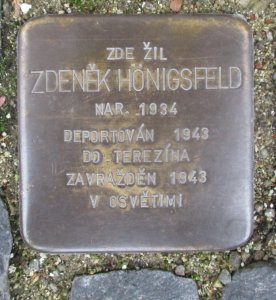 ZDE ŽIL
ZDENĚK HÖNIGSFELD
NAR. 1934
DEPORTOVÁN 1943
DO TEREZÍNA
ZAVRAŽDĚN 1943
V OSVĚTIMI